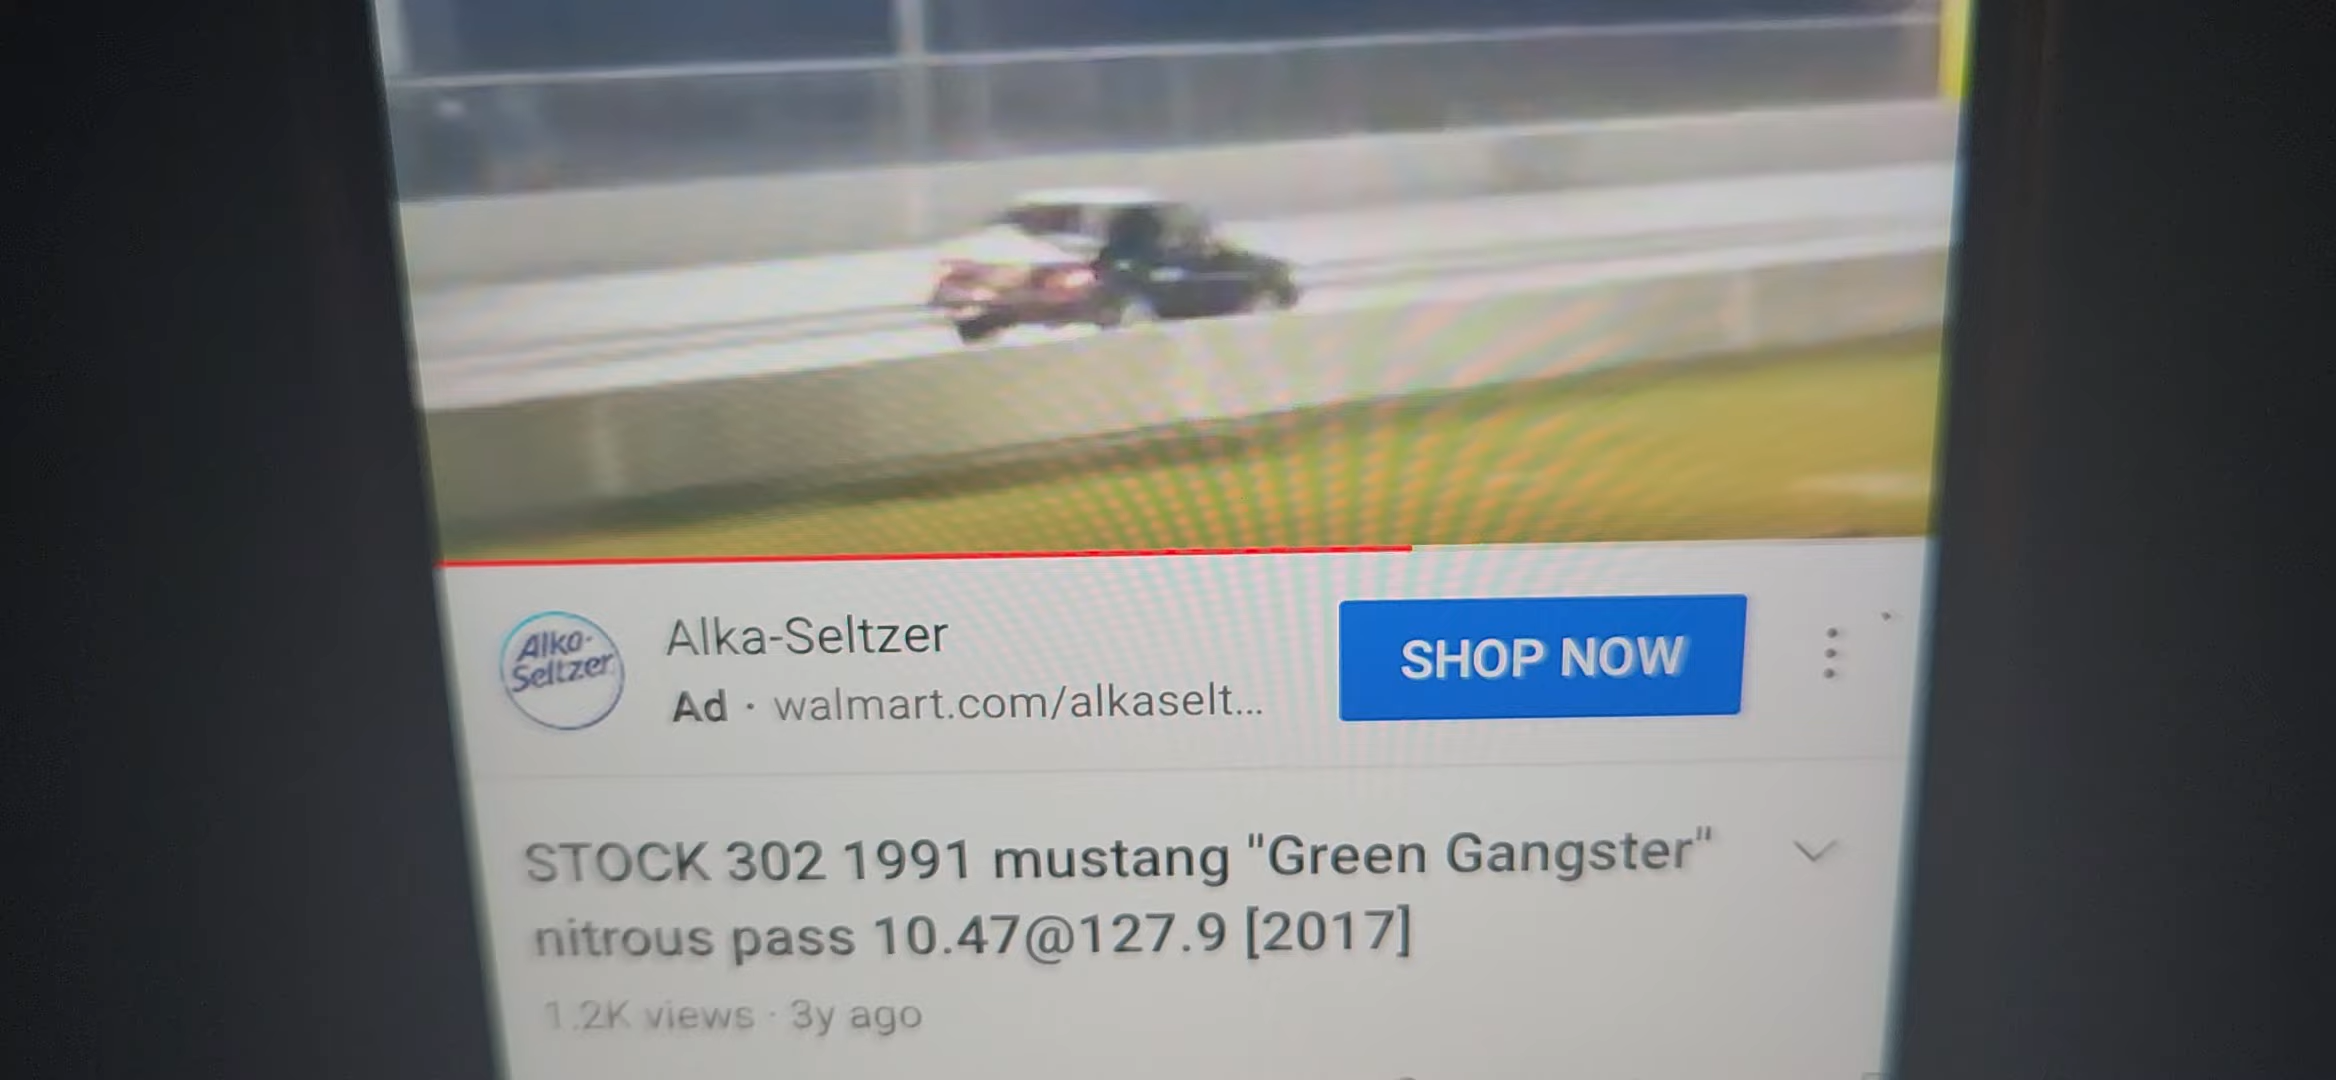 Alka-
Seltzer
Alka-Seltzer
Ad · walmart.com/alkaselt...
SHOP NOW
STOCK 302 1991 mustang "Green Gangster"
nitrous pass 10.47@127.9 [2017]
1.2K views · 3y ago